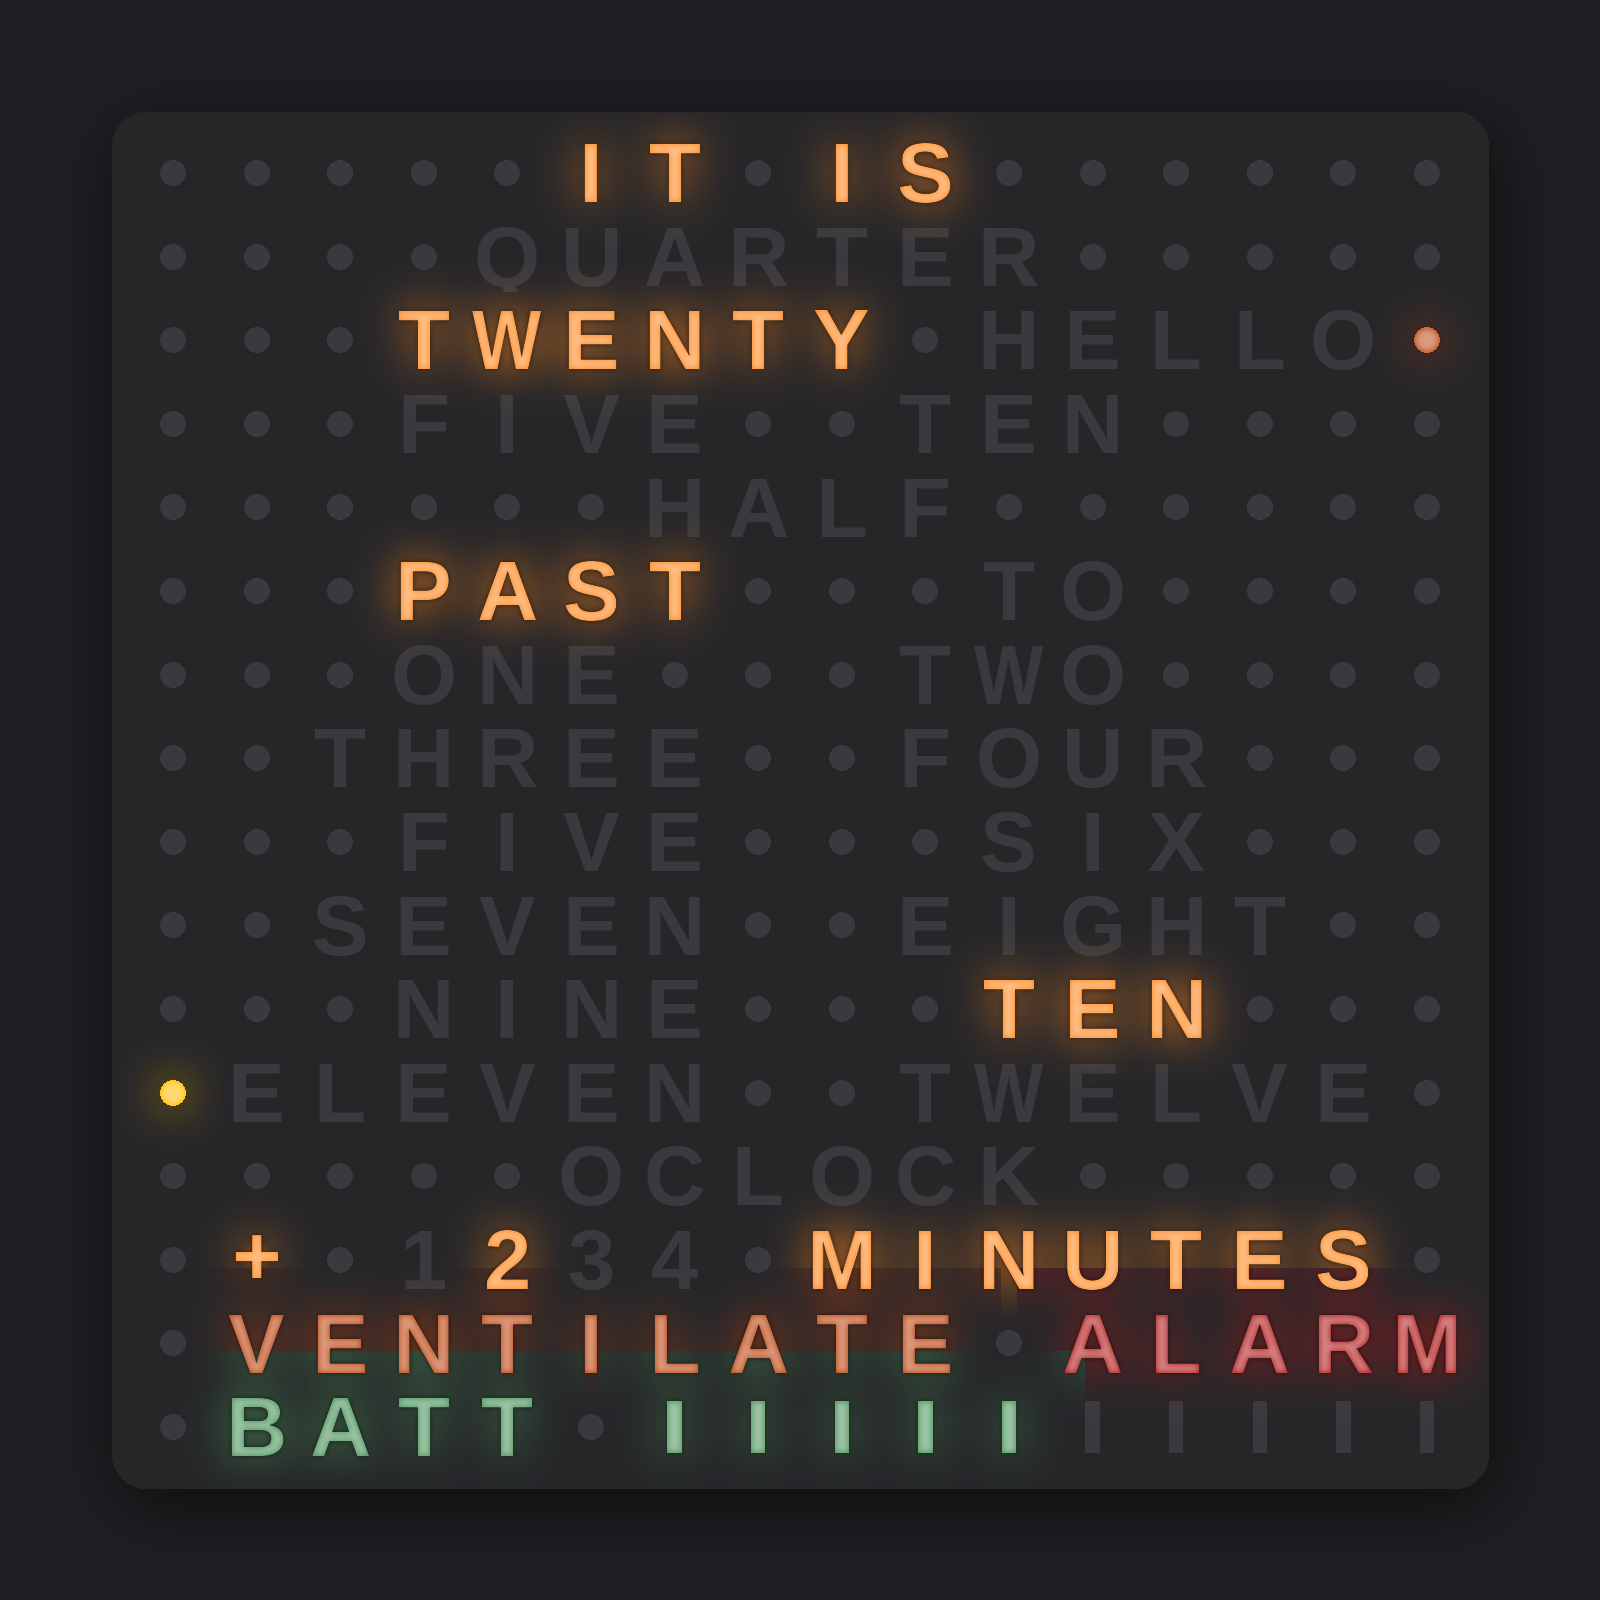 IT IS
QUARTER
TWENTY HELLO
FIVE TEN
HALF
PAST TO
ONE TWO
THREE FOUR
FIVE SIX
SEVEN EIGHT
NINE TEN
ELEVEN TWELVE
OCLOCK
+ 1 2 3 4 MINUTES
VENTILATE ALARM
BATT I I I I I I I I I I